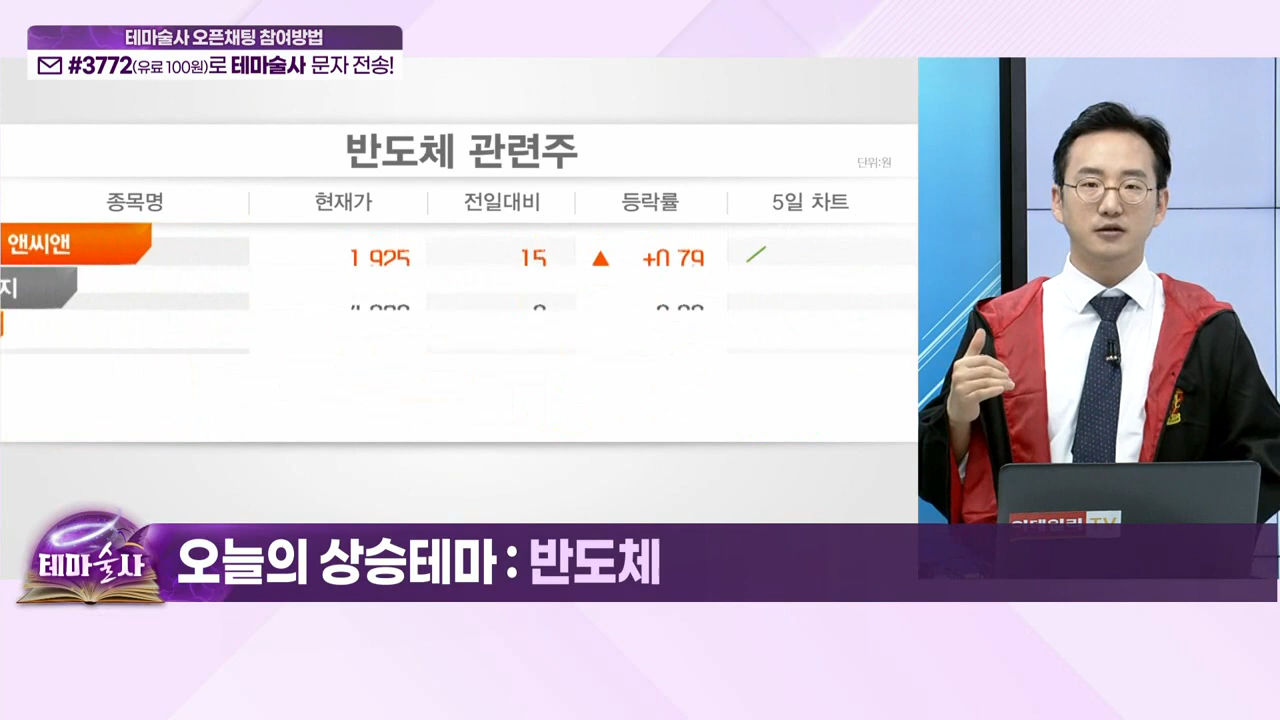 테마술사 오픈채팅 참여방법
#3772(유료 100원)로 테마술사 문자 전송!
반도체 관련주
단위:원
종목명 현재가 전일대비 등락률 5일 차트
앤씨앤 1 925 15 ▲ +0.79
지
테마술사
오늘의 상승테마 : 반도체
TV